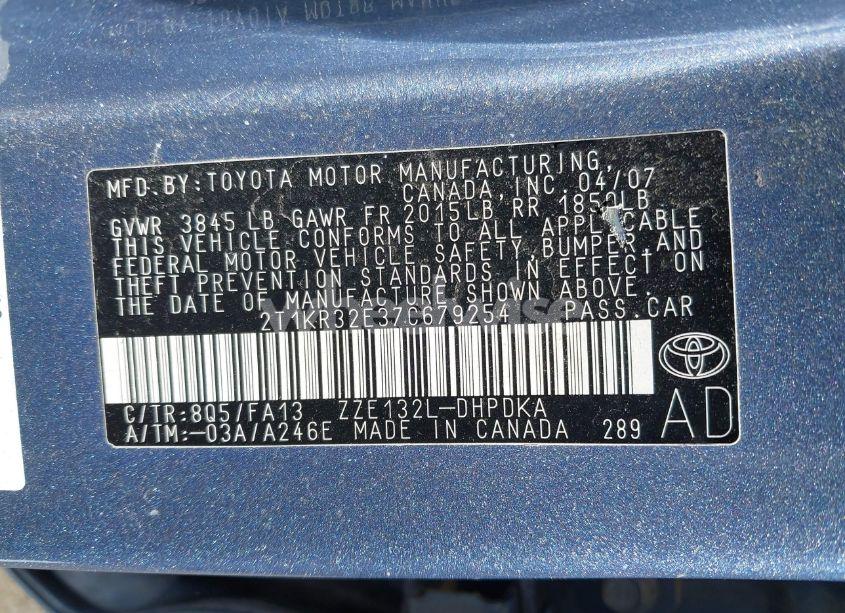 MFD.BY:TOYOTA MOTOR MANUFACTURING,
CANADA,INC. 04/07
GVWR 3845 LB GAWR FR 2015LB RR 1850LB
THIS VEHICLE CONFORMS TO ALL APPLICABLE
FEDERAL MOTOR VEHICLE SAFETY,BUMPER,AND
THEFT PREVENTION STANDARDS IN EFFECT ON
THE DATE OF MANUFACTURE SHOWN ABOVE.
2T1KR32E37C679254 PASS.CAR
C/TR:8Q5/FA13 ZZE132L-DHPDKA
A/TM:-03A/A246E MADE IN CANADA 289
AD